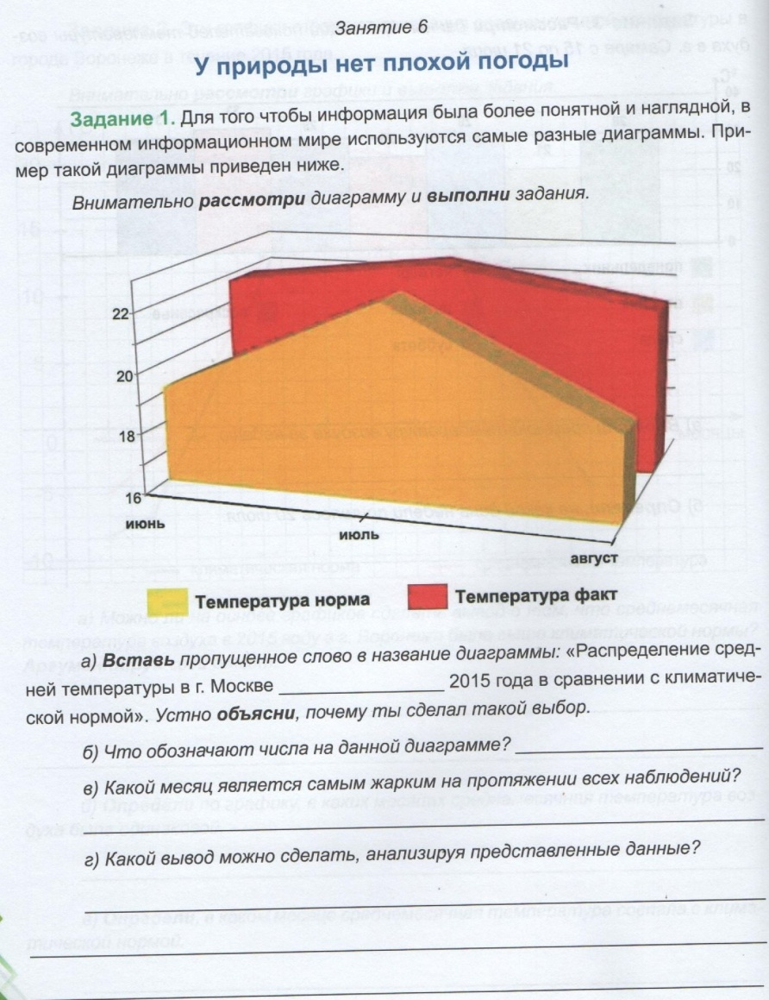 Занятие 6
У природы нет плохой погоды
Задание 1. Для того чтобы информация была более понятной и наглядной, в
современном информационном мире используются самые разные диаграммы. При-
мер такой диаграммы приведен ниже.
Внимательно рассмотри диаграмму и выполни задания.
22
20
18
16
июнь
июль
август
Температура норма
Температура факт
а) Вставь пропущенное слово в название диаграммы: «Распределение сред-
ней температуры в г. Москве ____________ 2015 года в сравнении с климатиче-
ской нормой». Устно объясни, почему ты сделал такой выбор.
б) Что обозначают числа на данной диаграмме?
в) Какой месяц является самым жарким на протяжении всех наблюдений?
г) Какой вывод можно сделать, анализируя представленные данные?